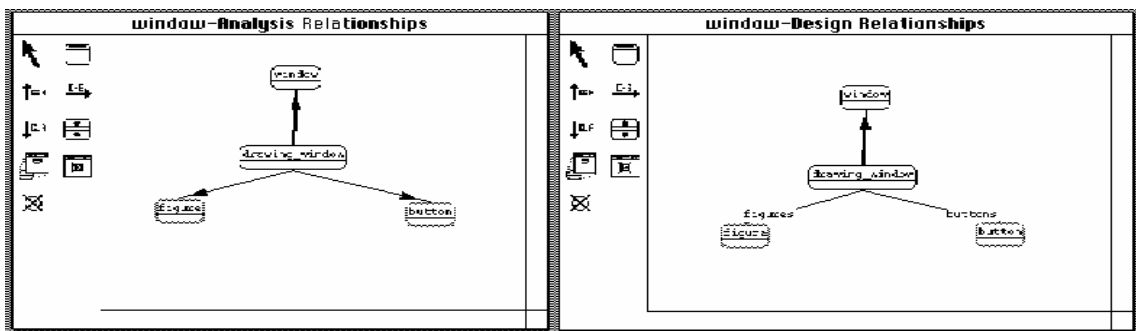 window-Analysis Relationships
window
drawing_window
figure
button
window-Design Relationships
window
drawing_window
figures
buttons
figure
button